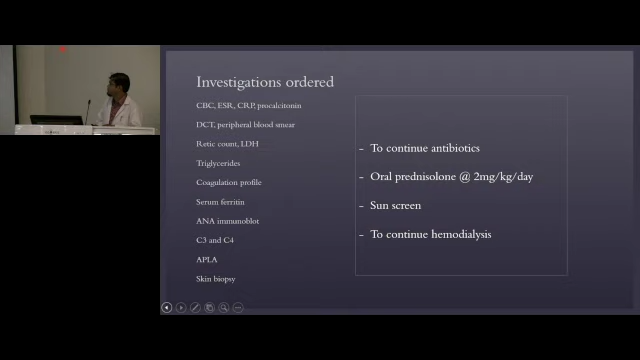 Investigations ordered
CBC, ESR, CRP, procalcitonin
DCT, peripheral blood smear
Retic count, LDH
Triglycerides
Coagulation profile
Serum ferritin
ANA immunoblot
C3 and C4
APLA
Skin biopsy
- To continue antibiotics
- Oral prednisolone @ 2mg/kg/day
- Sun screen
- To continue hemodialysis